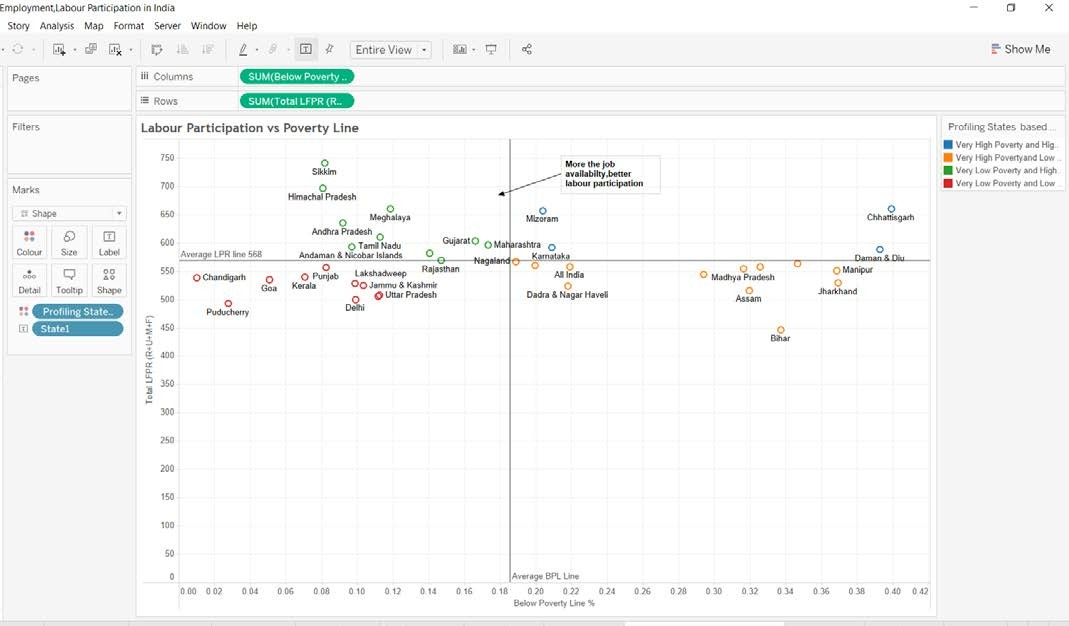 Employment,Labour Participation in India
Story Analysis Map Format Server Window Help
Entire View
Show Me
Pages
Columns
SUM(Below Poverty ..
Rows
SUM(Total LFPR (R..
Filters
Marks
Shape
Colour Size Label
Detail Tooltip Shape
Profiling State..
State1
Labour Participation vs Poverty Line
Profiling States based ...
Very High Poverty and Hig..
Very High Povertyand Low ..
Very Low Poverty and High.
Very Low Poverty and Low ..
More the job
availabilty,better
labour participation
Total LFPR (R+U+M+F)
750
700
650
600
550
500
450
400
350
300
250
200
150
100
50
0
Sikkim
Himachal Pradesh
Meghalaya
Mizoram
Chhattisgarh
Andhra Pradesh
Tamil Nadu
Gujarat
Maharashtra
Andaman & Nicobar Islands
Karnataka
Daman & Diu
Average LPR line 568
Rajasthan
Nagaland
Chandigarh
Goa
Kerala
Punjab
Lakshadweep
Jammu & Kashmir
Uttar Pradesh
Delhi
Puducherry
All India
Dadra & Nagar Haveli
Madhya Pradesh
Manipur
Jharkhand
Assam
Bihar
Average BPL Line
0.00 0.02 0.04 0.06 0.08 0.10 0.12 0.14 0.16 0.18 0.20 0.22 0.24 0.26 0.28 0.30 0.32 0.34 0.36 0.38 0.40 0.42
Below Poverty Line %